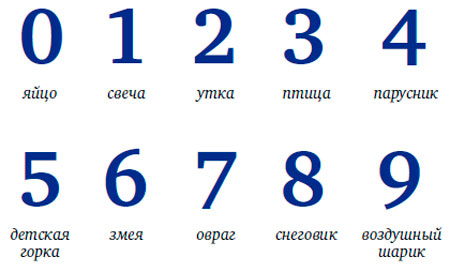 0 1 2 3 4
яйцо свеча утка птица парусник
5 6 7 8 9
детская змея овраг снеговик воздушный
горка шарик